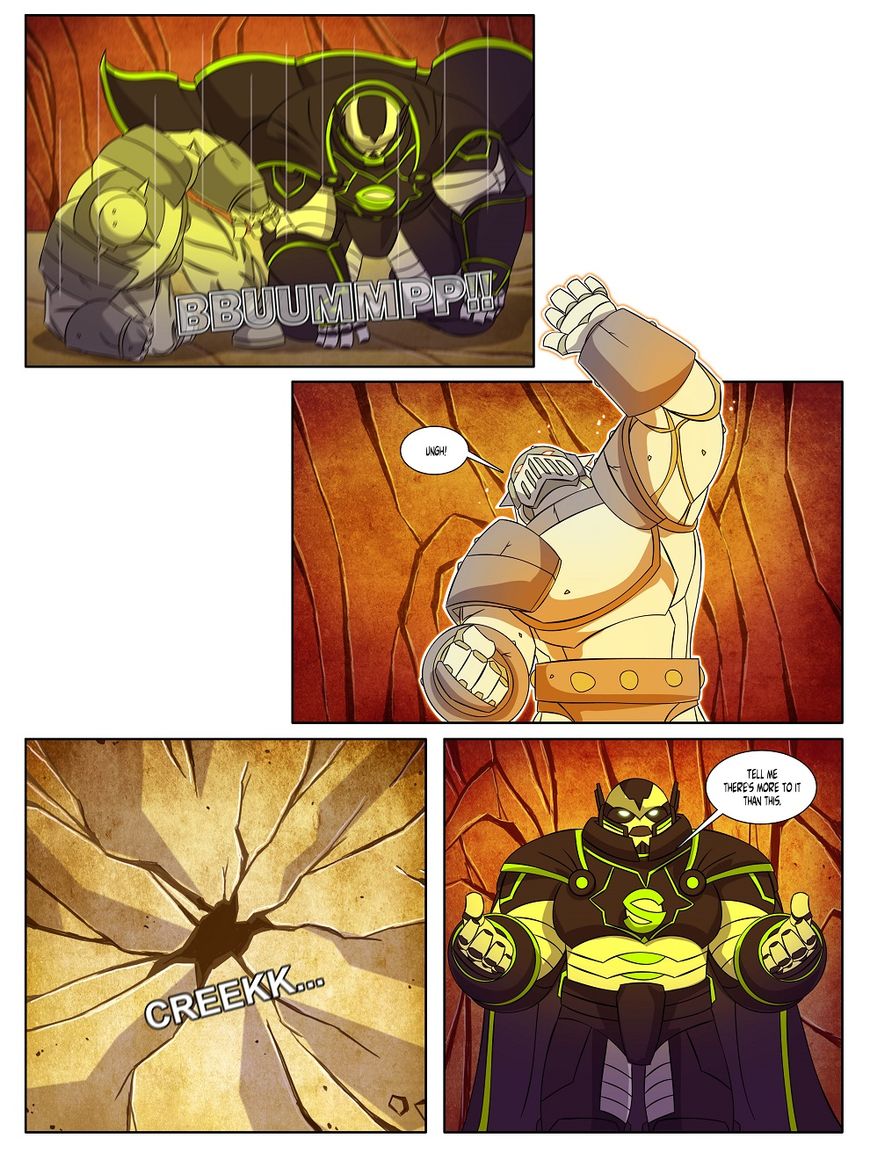 BBUUMMPP!!
UNGH!
CREEKK...
TELL ME
THERE'S MORE TO IT
THAN THIS.
S